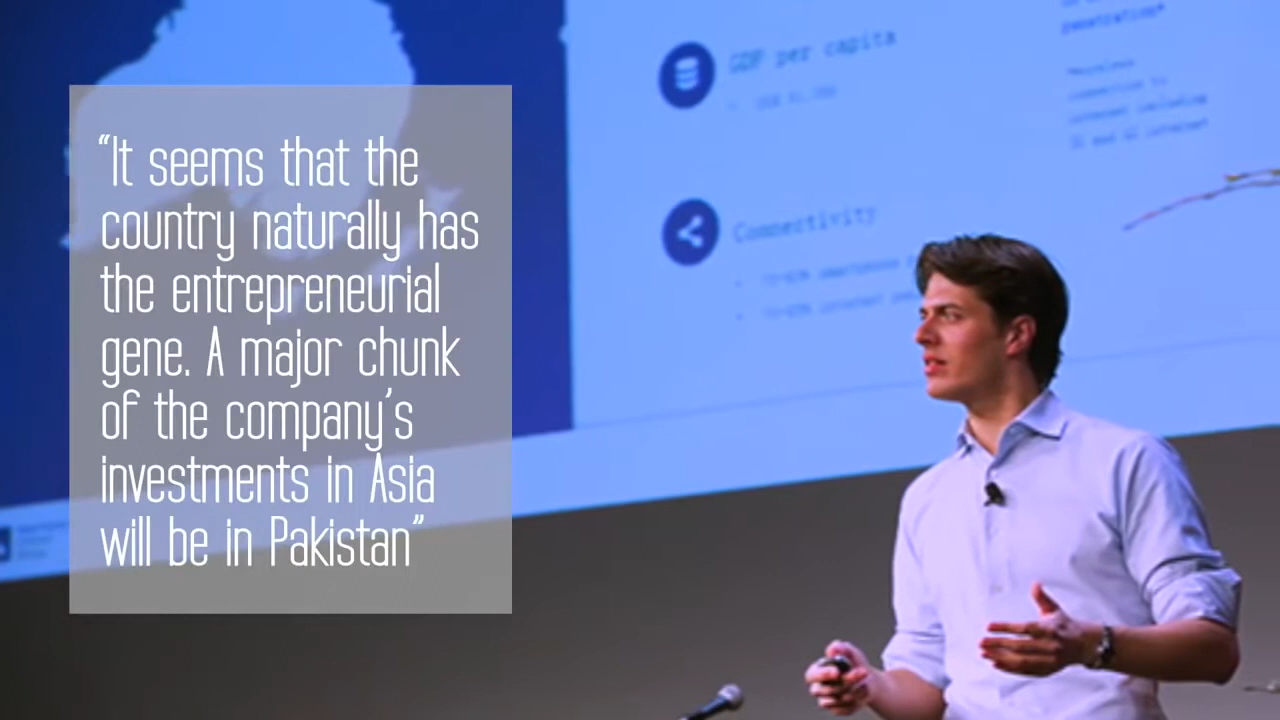 “It seems that the
country naturally has
the entrepreneurial
gene. A major chunk
of the company’s
investments in Asia
will be in Pakistan”
GDP per capita
Connectivity